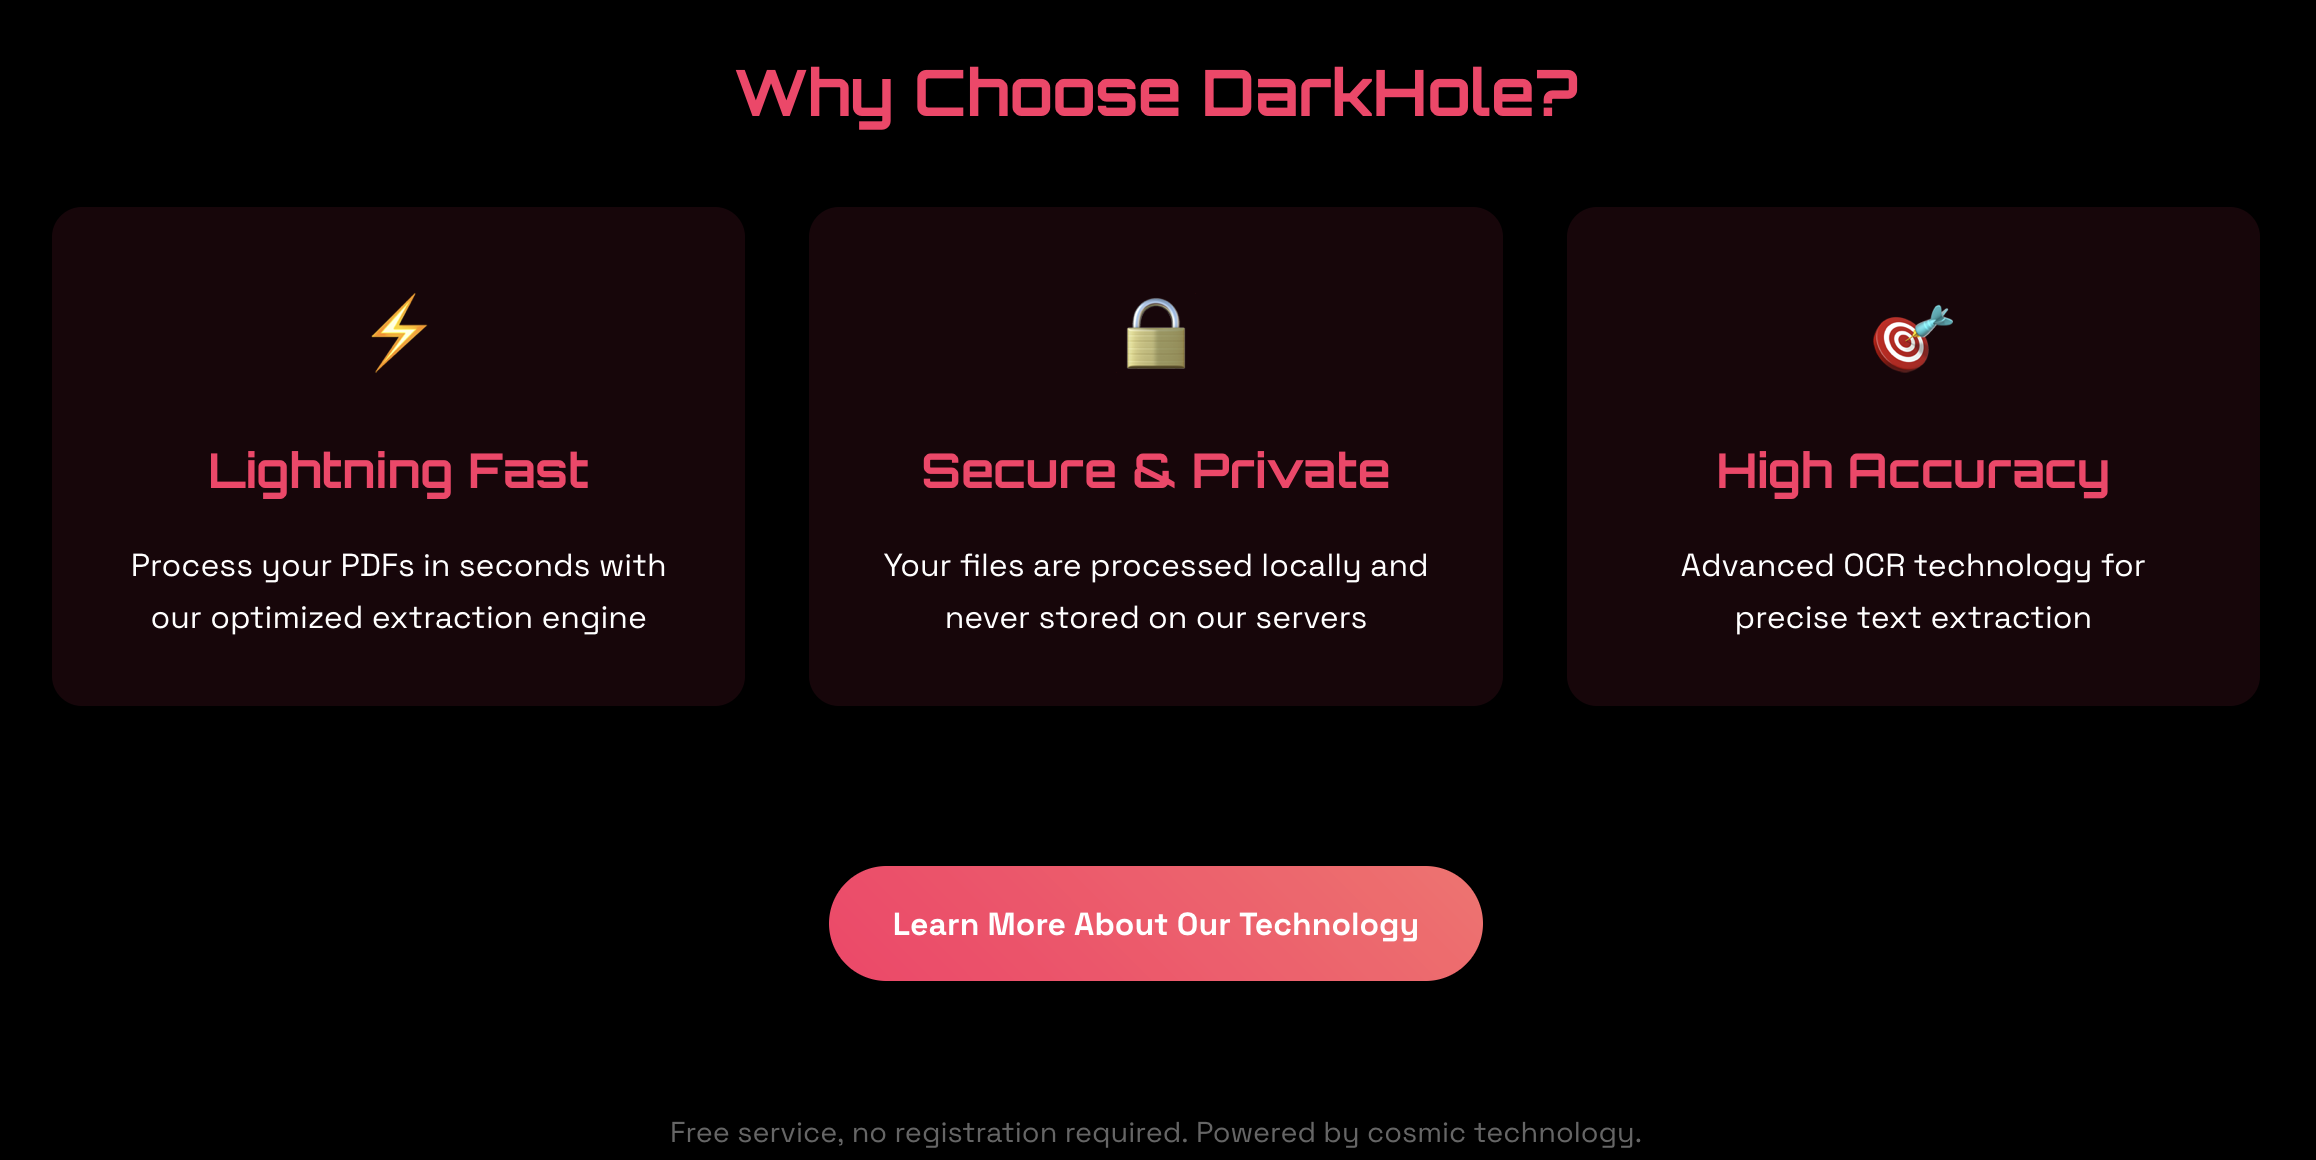 Why Choose DarkHole?
Lightning Fast
Process your PDFs in seconds with
our optimized extraction engine
Secure & Private
Your files are processed locally and
never stored on our servers
High Accuracy
Advanced OCR technology for
precise text extraction
Learn More About Our Technology
Free service, no registration required. Powered by cosmic technology.